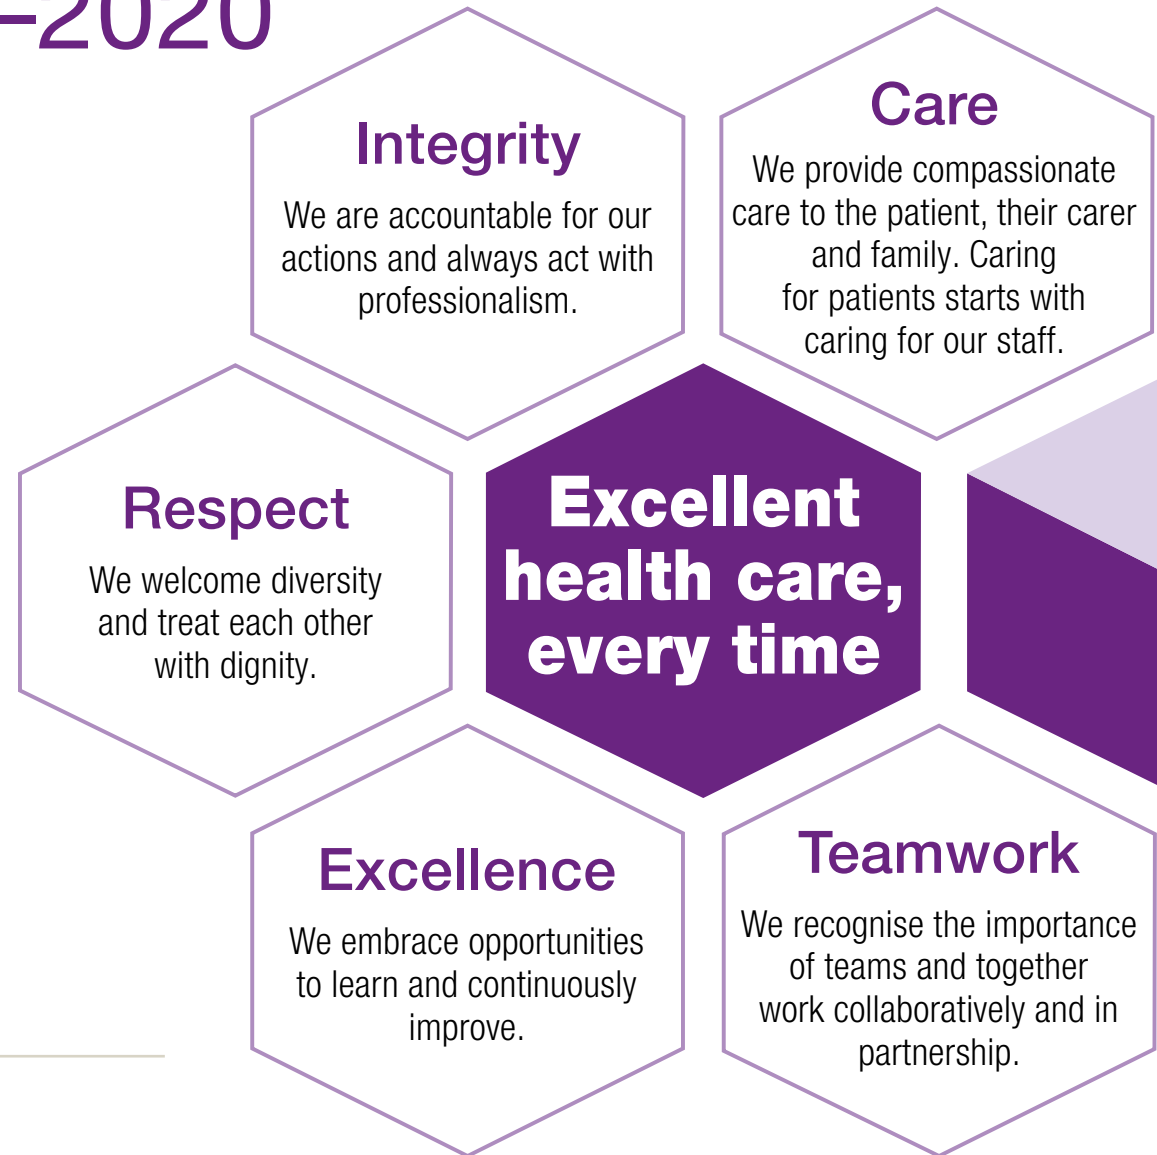 –2020
Integrity
We are accountable for our
actions and always act with
professionalism.
Care
We provide compassionate
care to the patient, their carer
and family. Caring
for patients starts with
caring for our staff.
Respect
We welcome diversity
and treat each other
with dignity.
Excellent
health care,
every time
Excellence
We embrace opportunities
to learn and continuously
improve.
Teamwork
We recognise the importance
of teams and together
work collaboratively and in
partnership.